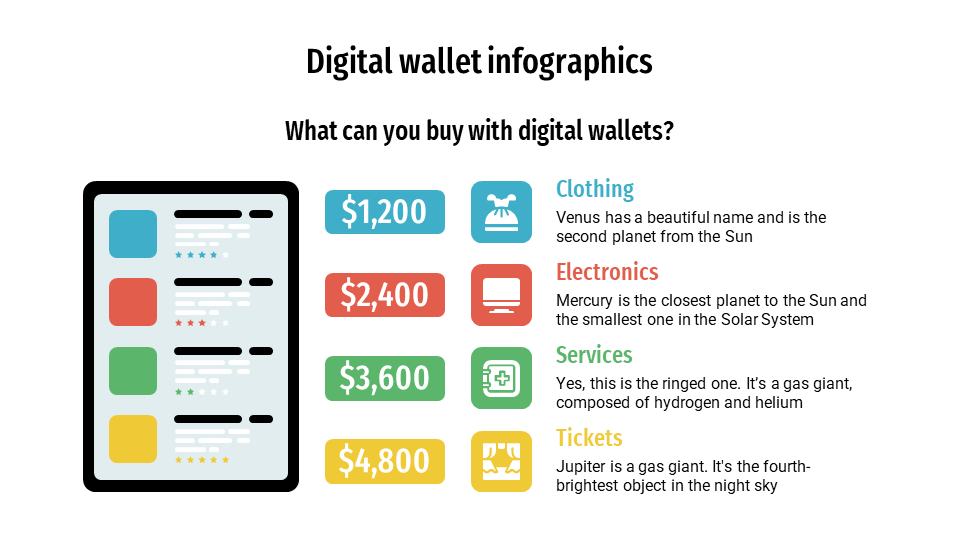 Digital wallet infographics
What can you buy with digital wallets?
$1,200
Clothing
Venus has a beautiful name and is the
second planet from the Sun
$2,400
Electronics
Mercury is the closest planet to the Sun and
the smallest one in the Solar System
$3,600
Services
Yes, this is the ringed one. It's a gas giant,
composed of hydrogen and helium
$4,800
Tickets
Jupiter is a gas giant. It's the fourth-
brightest object in the night sky